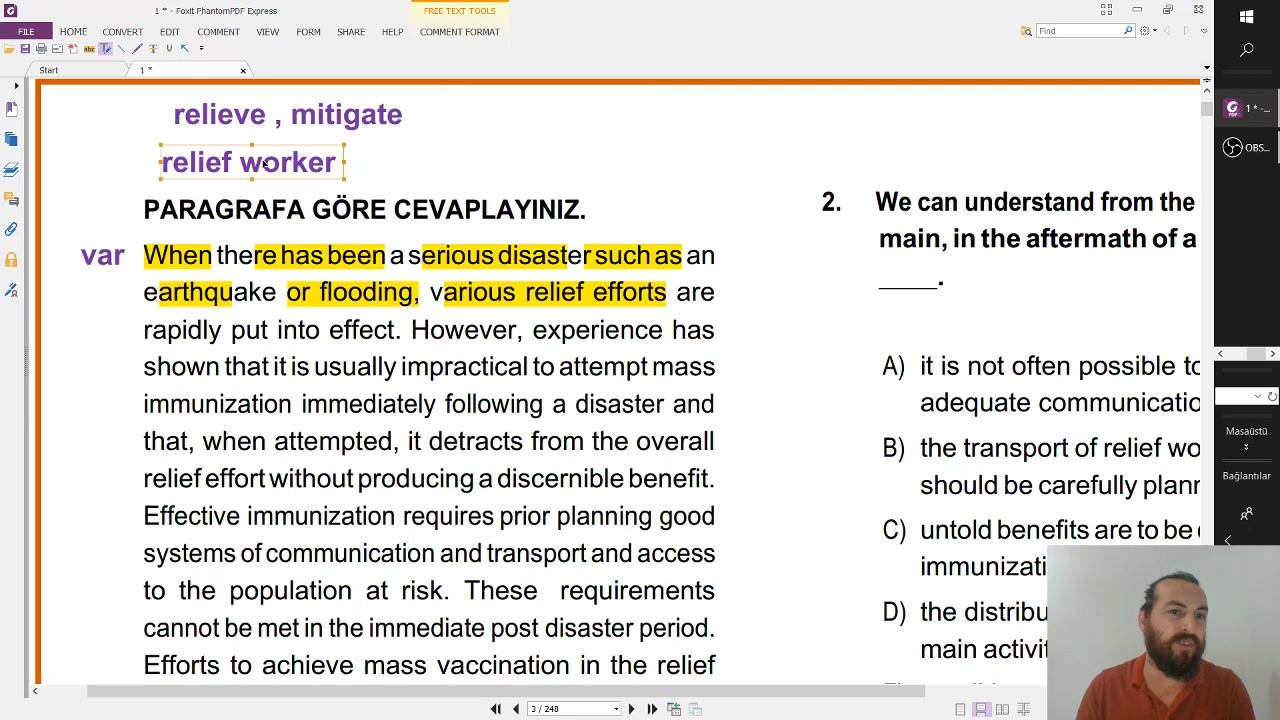 1 * - Foxit PhantomPDF Express
FREE TEXT TOOLS
FILE HOME CONVERT EDIT COMMENT VIEW FORM SHARE HELP COMMENT FORMAT
Find
Start
1 *
relieve , mitigate
relief worker
PARAGRAFA GÖRE CEVAPLAYINIZ.
var
When there has been a serious disaster such as an
earthquake or flooding, various relief efforts are
rapidly put into effect. However, experience has
shown that it is usually impractical to attempt mass
immunization immediately following a disaster and
that, when attempted, it detracts from the overall
relief effort without producing a discernible benefit.
Effective immunization requires prior planning good
systems of communication and transport and access
to the population at risk. These requirements
cannot be met in the immediate post disaster period.
Efforts to achieve mass vaccination in the relief
2. We can understand from the
main, in the aftermath of a
____.
A) it is not often possible to
adequate communicatio
B) the transport of relief wo
should be carefully plann
C) untold benefits are to be
immunizati
D) the distribu
main activit
3 / 248
1 * -...
OBS...
Masaüstü
Bağlantılar